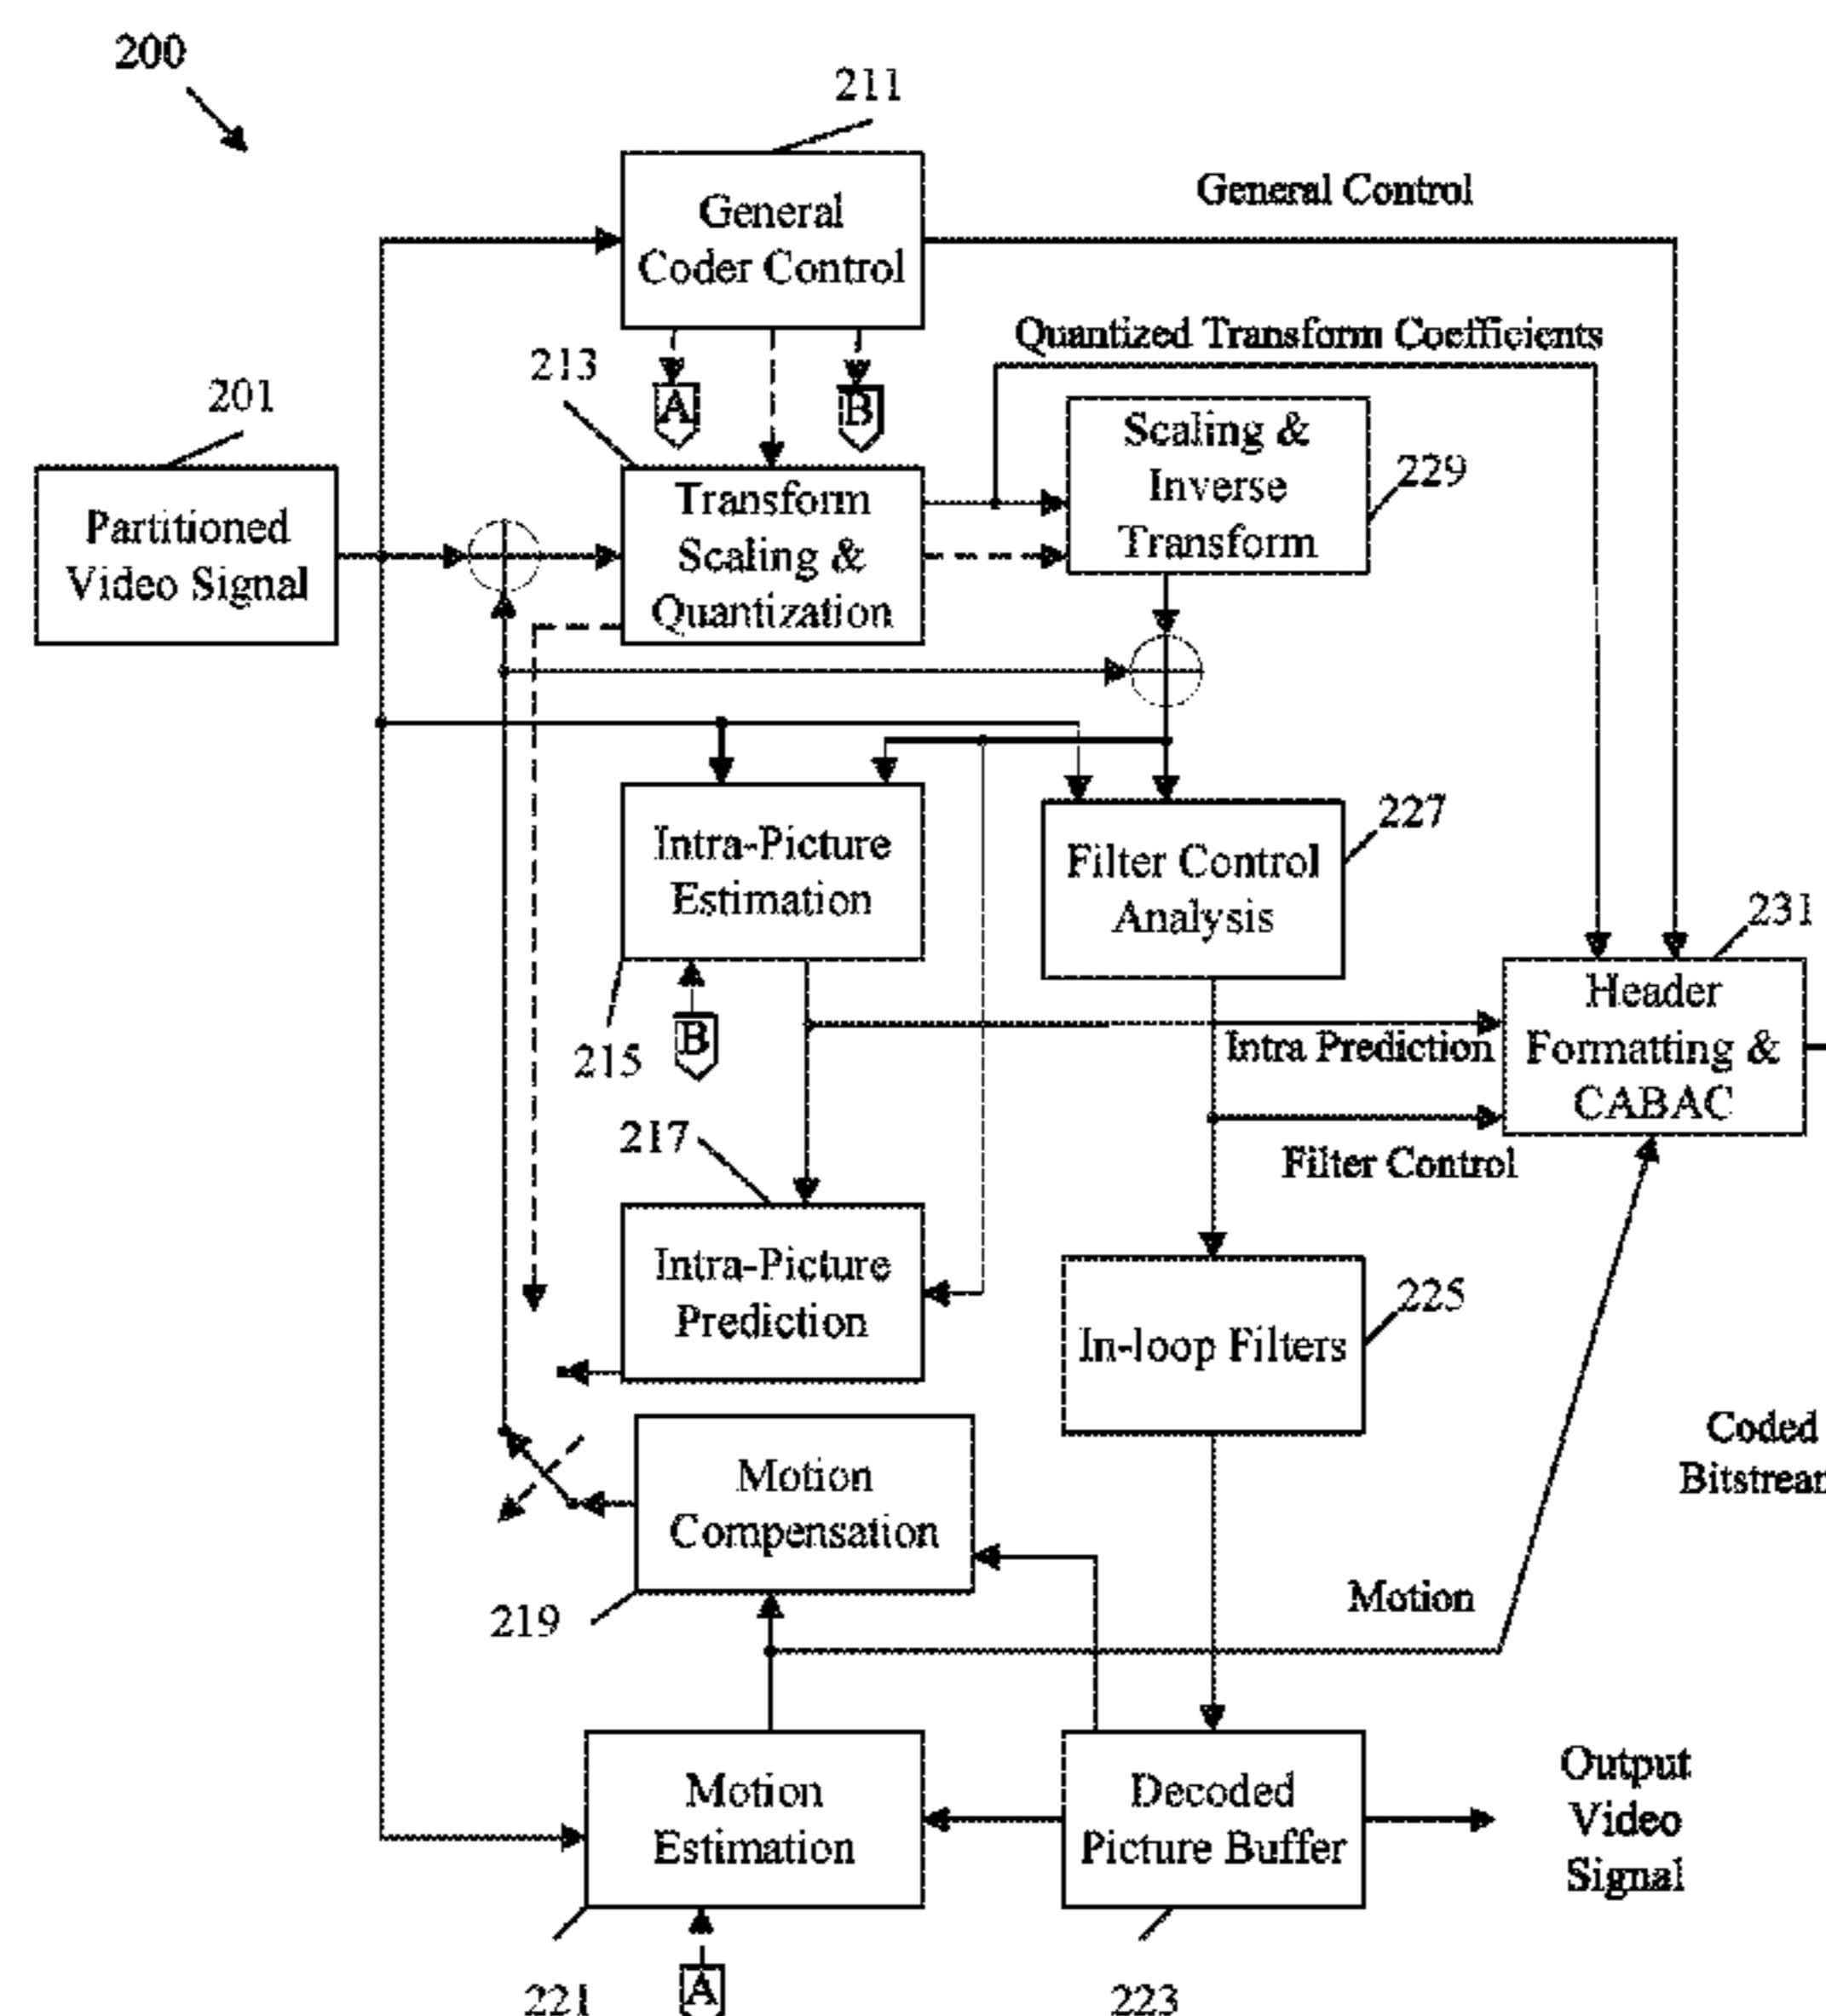 200
211
General
Coder Control
General Control
Quantized Transform Coefficients
213
A
B
201
Partitioned
Video Signal
Transform
Scaling &
Quantization
Scaling &
Inverse
Transform
229
Intra-Picture
Estimation
227
Filter Control
Analysis
231
Header
Formatting &
CABAC
215
B
Intra Prediction
217
Filter Control
Intra-Picture
Prediction
225
In-loop Filters
Coded
Bitstream
Motion
Compensation
219
Motion
Motion
Estimation
Decoded
Picture Buffer
Output
Video
Signal
221
A
223